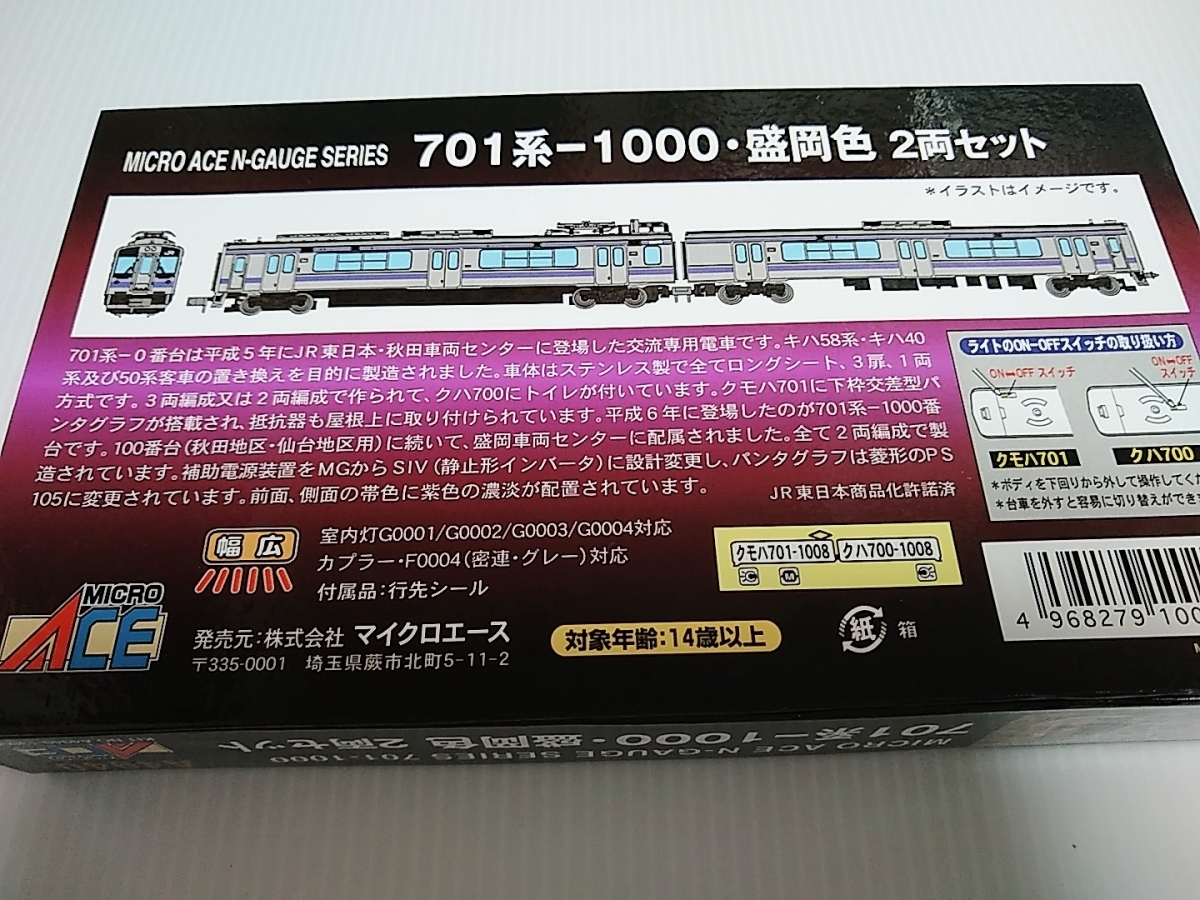 MICRO ACE N-GAUGE SERIES 701系-1000・盛岡色 2両セット
*イラストはイメージです。
701系-0番台は平成5年にJR東日本・秋田車両センターに登場した交流専用電車です。キハ58系・キハ40
系及び50系客車の置き換えを目的に製造されました。車体はステンレス製で全てロングシート、3扉、1両
方式です。3両編成又は2両編成で作られて、クハ700にトイレが付いています。クモハ701に下枠交差型パ
ンタグラフが搭載され、抵抗器も屋根上に取り付けられています。平成6年に登場したのが701系-1000番
台です。100番台(秋田地区・仙台地区用)に続いて、盛岡車両センターに配属されました。全て2両編成で製
造されています。補助電源装置をMGからSIV(静止形インバータ)に設計変更し、パンタグラフは菱形のPS
105に変更されています。前面、側面の帯色に紫色の濃淡が配置されています。
JR東日本商品化許諾済
ライトのON-OFFスイッチの取り扱い方
ON⇔OFF スイッチ
ON⇔OFF
スイッチ
クモハ701
クハ700
*ボディを下回りから外して操作してくだ
*台車を外すと容易に切り替えができま
幅広
室内灯G0001/G0002/G0003/G0004対応
カプラー・F0004(密連・グレー)対応
付属品:行先シール
クモハ701-1008 クハ700-1008
C M C
4 968279 100
MICRO
ACE
発売元:株式会社 マイクロエース
〒335-0001 埼玉県蕨市北町5-11-2
対象年齢:14歳以上
紙 箱
MICRO ACE N-GAUGE SERIES 701-1000
701系-1000・盛岡色 2両セット